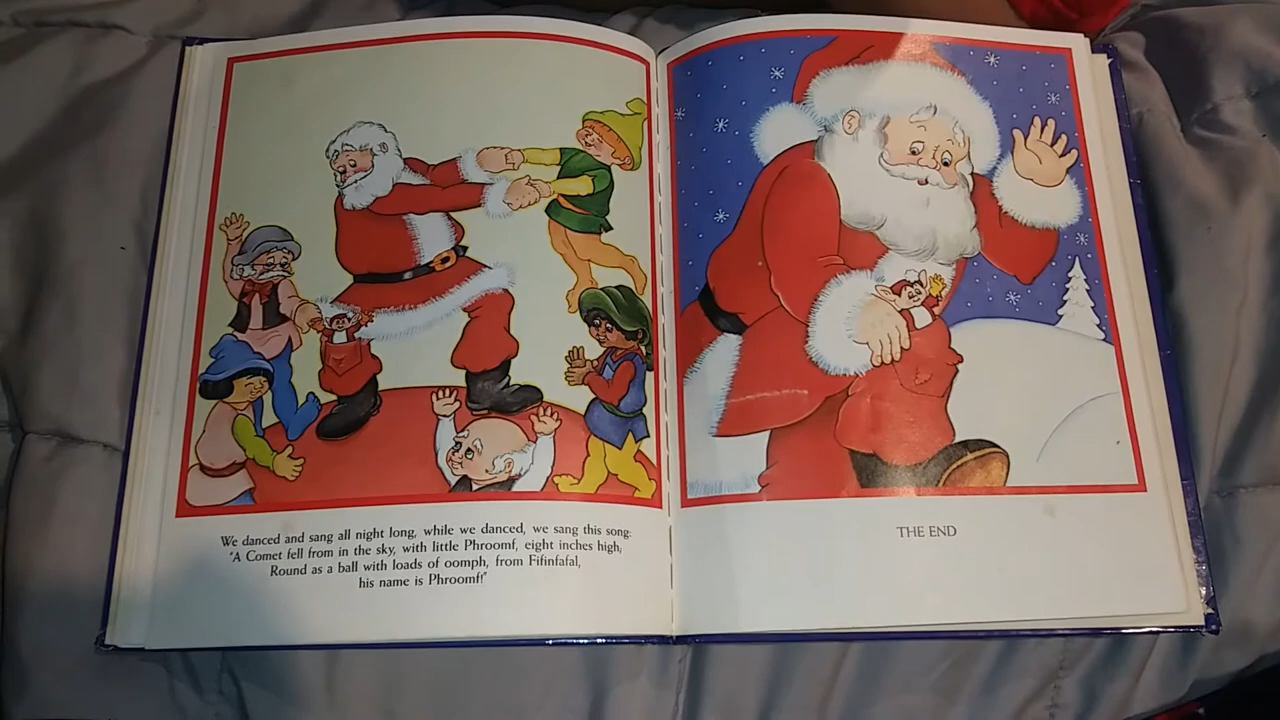 We danced and sang all night long, while we danced, we sang this song:
"A Comet fell from in the sky, with little Phroomf, eight inches high;
Round as a ball with loads of oomph, from Fifinfafal,
his name is Phroomf!"
THE END